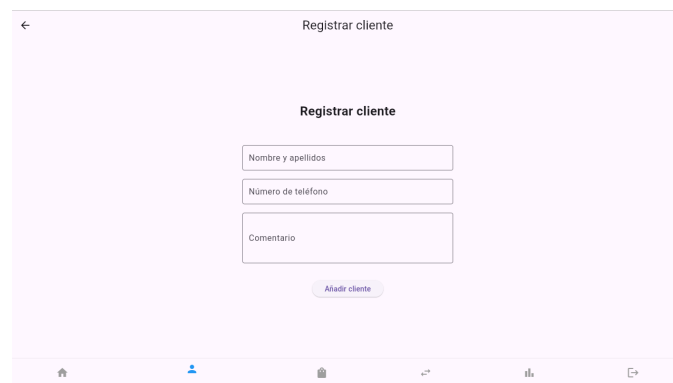 Registrar cliente
Registrar cliente
Nombre y apellidos
Número de teléfono
Comentario
Añadir cliente